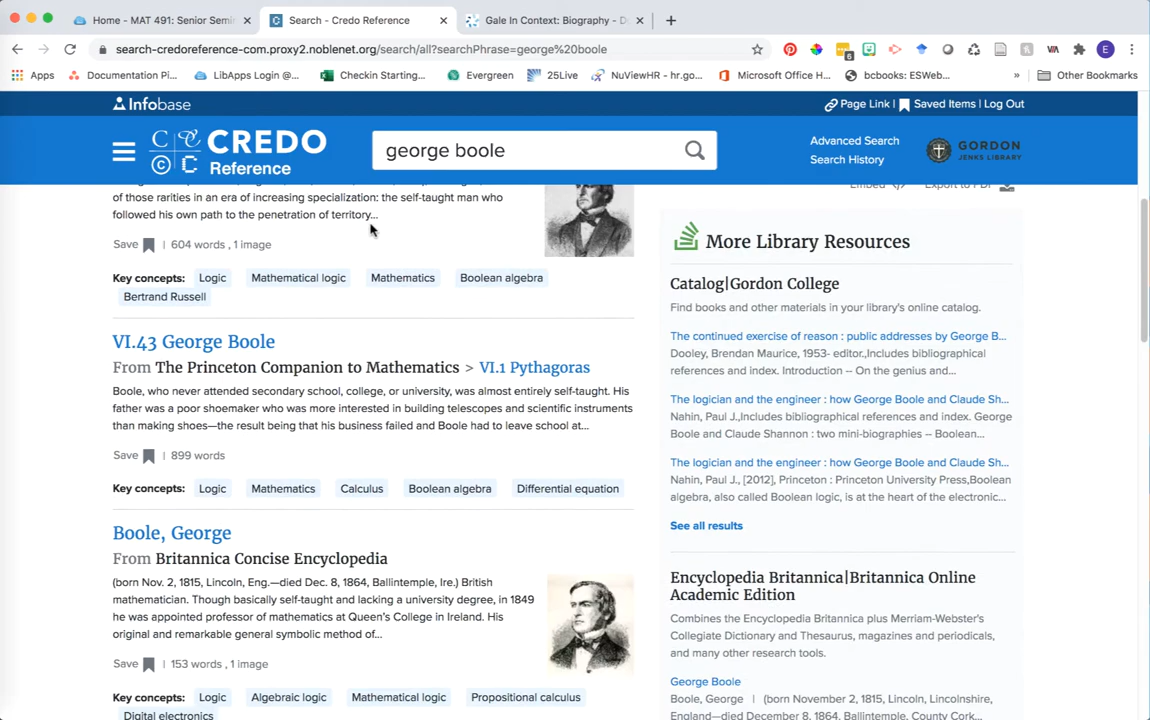 Home - MAT 491: Senior Semi
Search - Credo Reference
Gale In Context: Biography - D
search-credoreference-com.proxy2.noblenet.org/search/all?searchPhrase=george%20boole
6
E
Apps
Documentation Pi...
LibApps Login @...
Checkin Starting...
Evergreen
25Live
NuViewHR - hr.go...
Microsoft Office H...
bcbooks: ESWeb...
»
Other Bookmarks
Infobase
Page Link | Saved Items | Log Out
CREDO
Reference
george boole
Advanced Search
Search History
GORDON
JENKS LIBRARY
Embed </> Export to PDF
of those rarities in an era of increasing specialization: the self-taught man who
followed his own path to the penetration of territory...
Save | 604 words , 1 image
Key concepts: Logic Mathematical logic Mathematics Boolean algebra
Bertrand Russell
VI.43 George Boole
From The Princeton Companion to Mathematics > VI.1 Pythagoras
Boole, who never attended secondary school, college, or university, was almost entirely self-taught. His
father was a poor shoemaker who was more interested in building telescopes and scientific instruments
than making shoes—the result being that his business failed and Boole had to leave school at...
Save | 899 words
Key concepts: Logic Mathematics Calculus Boolean algebra Differential equation
Boole, George
From Britannica Concise Encyclopedia
(born Nov. 2, 1815, Lincoln, Eng.—died Dec. 8, 1864, Ballintemple, Ire.) British
mathematician. Though basically self-taught and lacking a university degree, in 1849
he was appointed professor of mathematics at Queen's College in Ireland. His
original and remarkable general symbolic method of...
Save | 153 words , 1 image
Key concepts: Logic Algebraic logic Mathematical logic Propositional calculus
Digital electronics
More Library Resources
Catalog|Gordon College
Find books and other materials in your library's online catalog.
The continued exercise of reason : public addresses by George B...
Dooley, Brendan Maurice, 1953- editor.,Includes bibliographical
references and index. Introduction -- On the genius and...
The logician and the engineer : how George Boole and Claude Sh...
Nahin, Paul J.,Includes bibliographical references and index. George
Boole and Claude Shannon : two mini-biographies -- Boolean...
The logician and the engineer : how George Boole and Claude Sh...
Nahin, Paul J., [2012], Princeton : Princeton University Press,Boolean
algebra, also called Boolean logic, is at the heart of the electronic...
See all results
Encyclopedia Britannica|Britannica Online
Academic Edition
Combines the Encyclopedia Britannica plus Merriam-Webster's
Collegiate Dictionary and Thesaurus, magazines and periodicals,
and many other research tools.
George Boole
Boole, George | (born November 2, 1815, Lincoln, Lincolnshire,
England—died December 8, 1864, Ballintemple, County Cork...